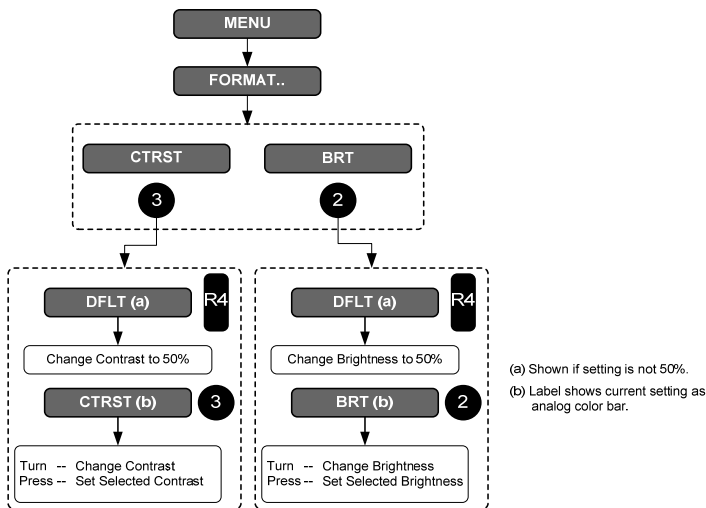 MENU
FORMAT..
CTRST
BRT
3
2
DFLT (a)
R4
Change Contrast to 50%
CTRST (b)
3
Turn -- Change Contrast
Press -- Set Selected Contrast
DFLT (a)
R4
Change Brightness to 50%
BRT (b)
2
Turn -- Change Brightness
Press -- Set Selected Brightness
(a) Shown if setting is not 50%.
(b) Label shows current setting as
analog color bar.